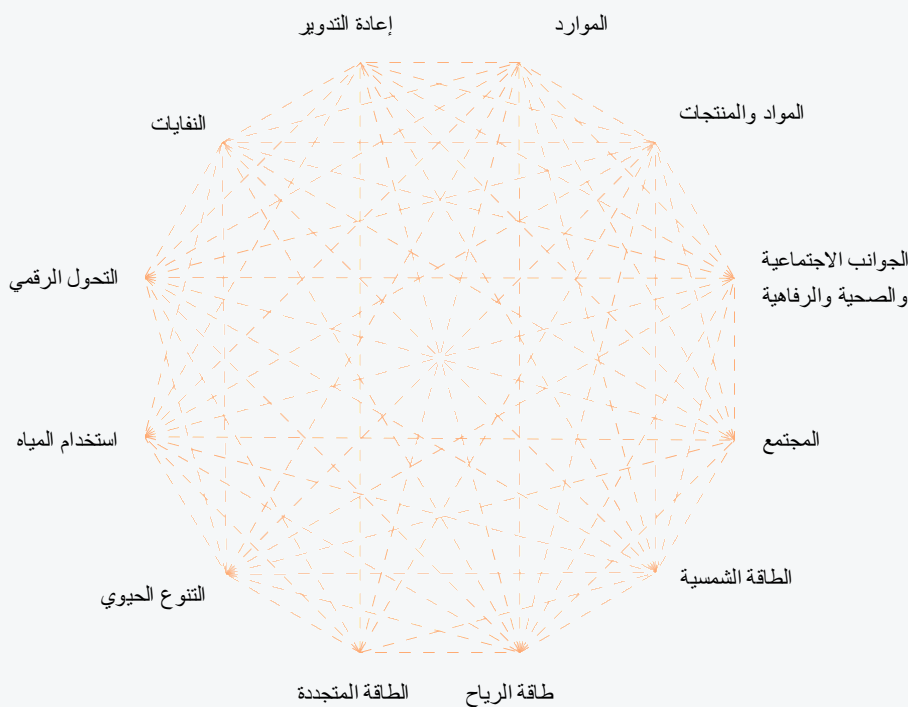 الموارد
إعادة التدوير
المواد والمنتجات
النفايات
الجوانب الاجتماعية
والصحية والرفاهية
التحول الرقمي
المجتمع
استخدام المياه
الطاقة الشمسية
التنوع الحيوي
طاقة الرياح
الطاقة المتجددة